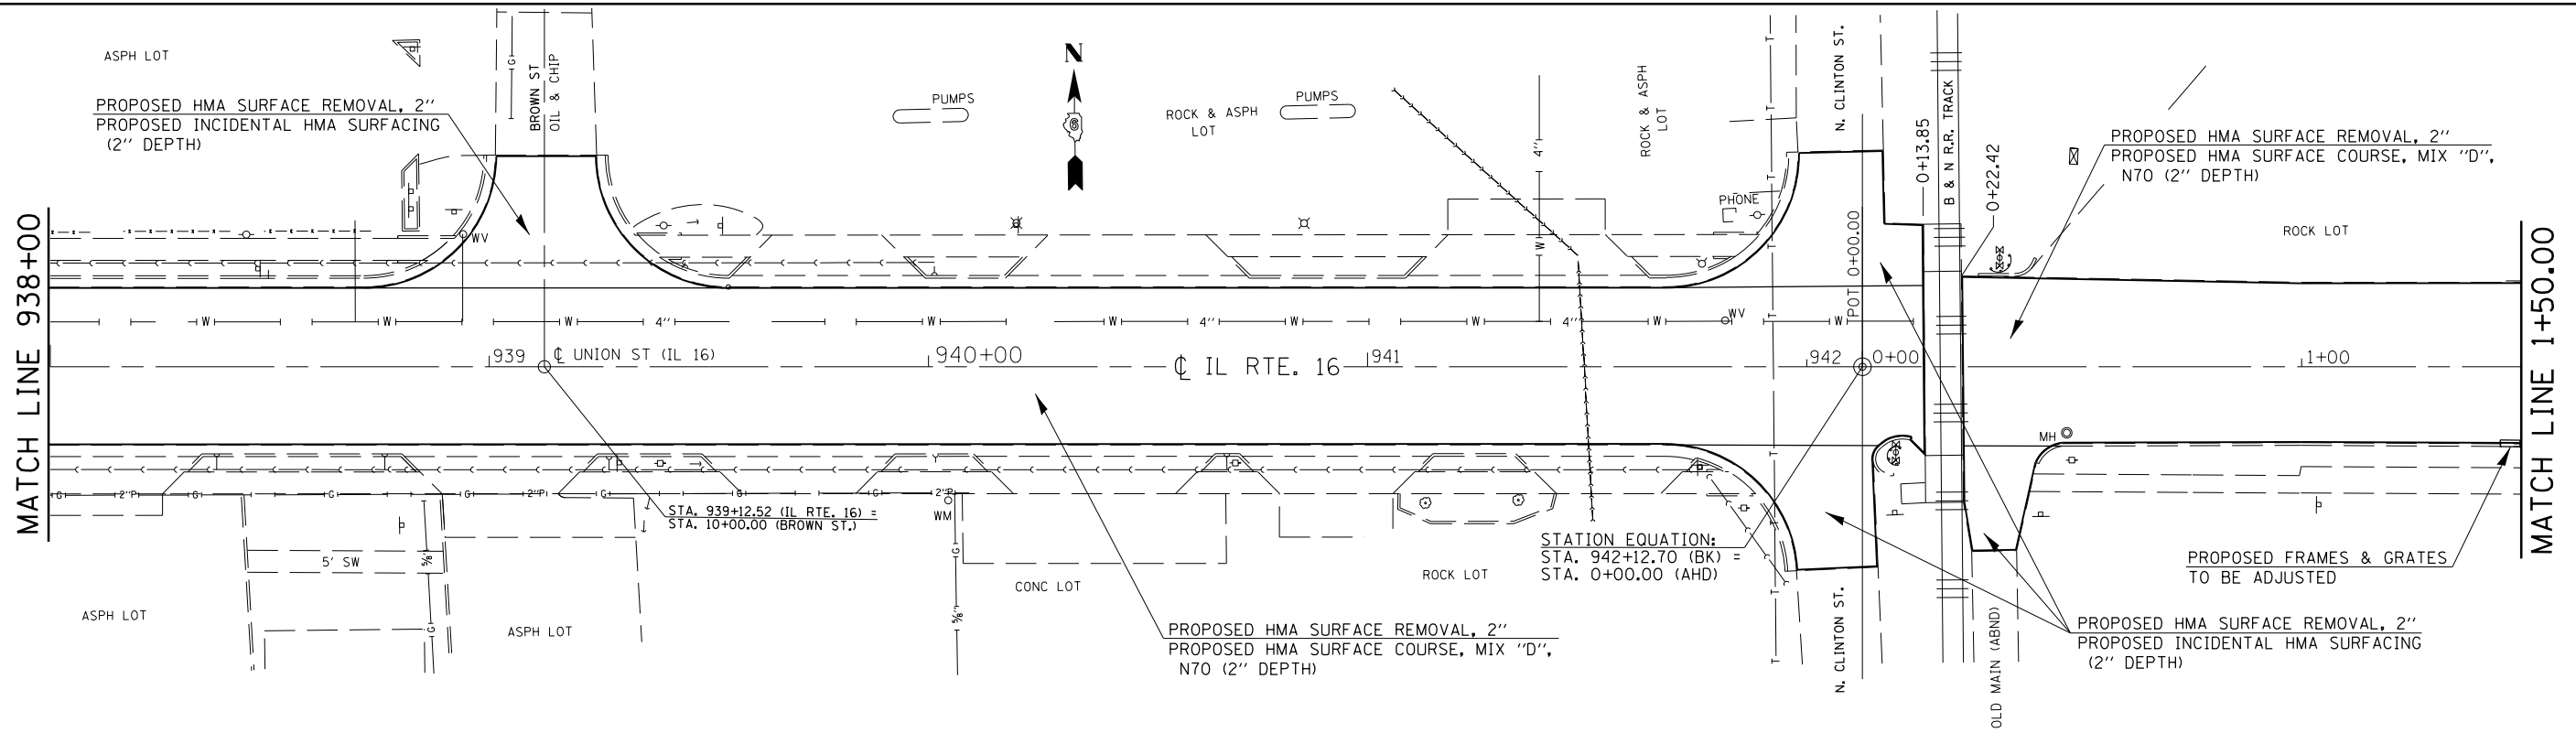 ASPH LOT
PROPOSED HMA SURFACE REMOVAL, 2"
PROPOSED INCIDENTAL HMA SURFACING
(2" DEPTH)
G
BROWN ST
OIL & CHIP
N
PUMPS
ROCK & ASPH
LOT
PUMPS
4"
W
ROCK & ASPH
LOT
PHONE
T
T
T
N. CLINTON ST.
POT 0+00.00
0+13.85
B & N R.R. TRACK
0+22.42
PROPOSED HMA SURFACE REMOVAL, 2"
PROPOSED HMA SURFACE COURSE, MIX "D",
N70 (2" DEPTH)
ROCK LOT
MATCH LINE 938+00
WV
W
W
W
4"
W
W
4"
W
W
4"
W
WV
W
939
℄ UNION ST (IL 16)
940+00
℄ IL RTE. 16
941
942
0+00
1+00
MATCH LINE 1+50.00
MH
G
2"P
G
G
G
2"P
G
G
G
2"P
WM
STA. 939+12.52 (IL RTE. 16) =
STA. 10+00.00 (BROWN ST.)
STATION EQUATION:
STA. 942+12.70 (BK) =
STA. 0+00.00 (AHD)
5' SW
5/8"
G
ASPH LOT
ASPH LOT
G
5/8"
CONC LOT
ROCK LOT
T
T
T
T
PROPOSED HMA SURFACE REMOVAL, 2"
PROPOSED HMA SURFACE COURSE, MIX "D",
N70 (2" DEPTH)
N. CLINTON ST.
OLD MAIN (ABND)
PROPOSED FRAMES & GRATES
TO BE ADJUSTED
PROPOSED HMA SURFACE REMOVAL, 2"
PROPOSED INCIDENTAL HMA SURFACING
(2" DEPTH)